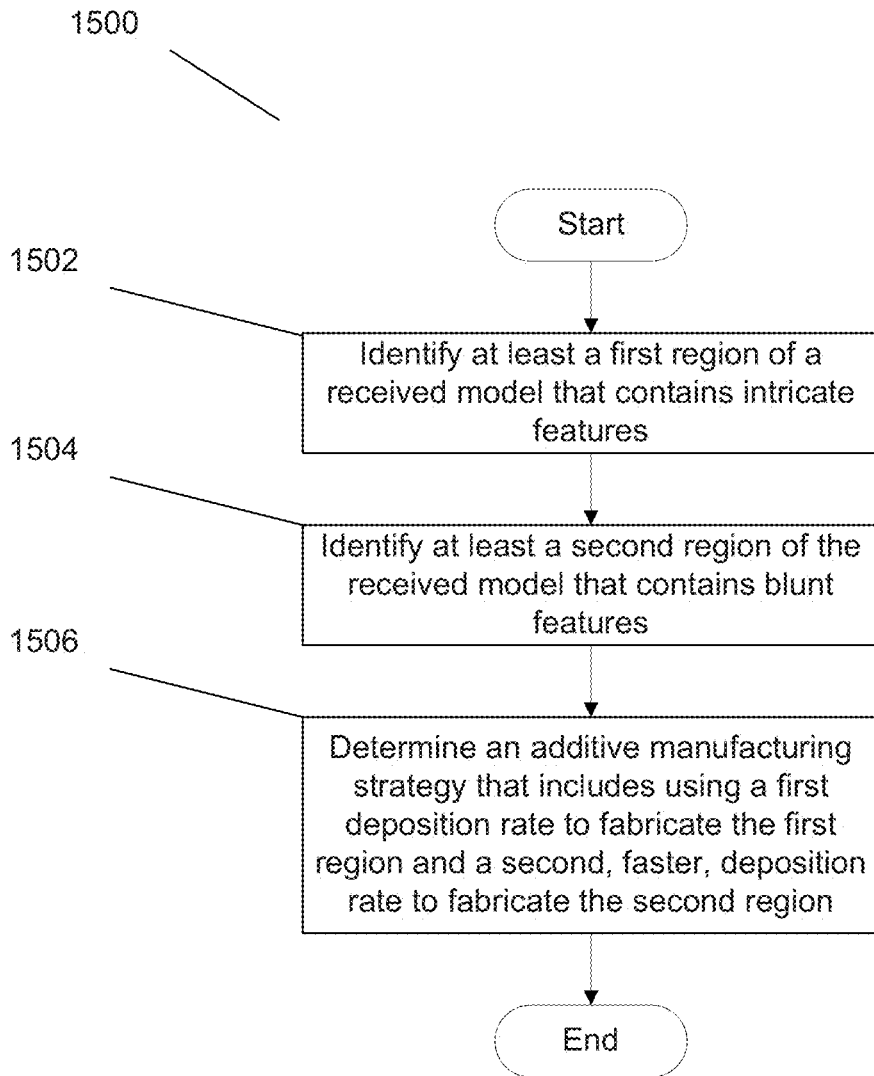 1500
Start
1502
Identify at least a first region of a
received model that contains intricate
features
1504
Identify at least a second region of the
received model that contains blunt
features
1506
Determine an additive manufacturing
strategy that includes using a first
deposition rate to fabricate the first
region and a second, faster, deposition
rate to fabricate the second region
End